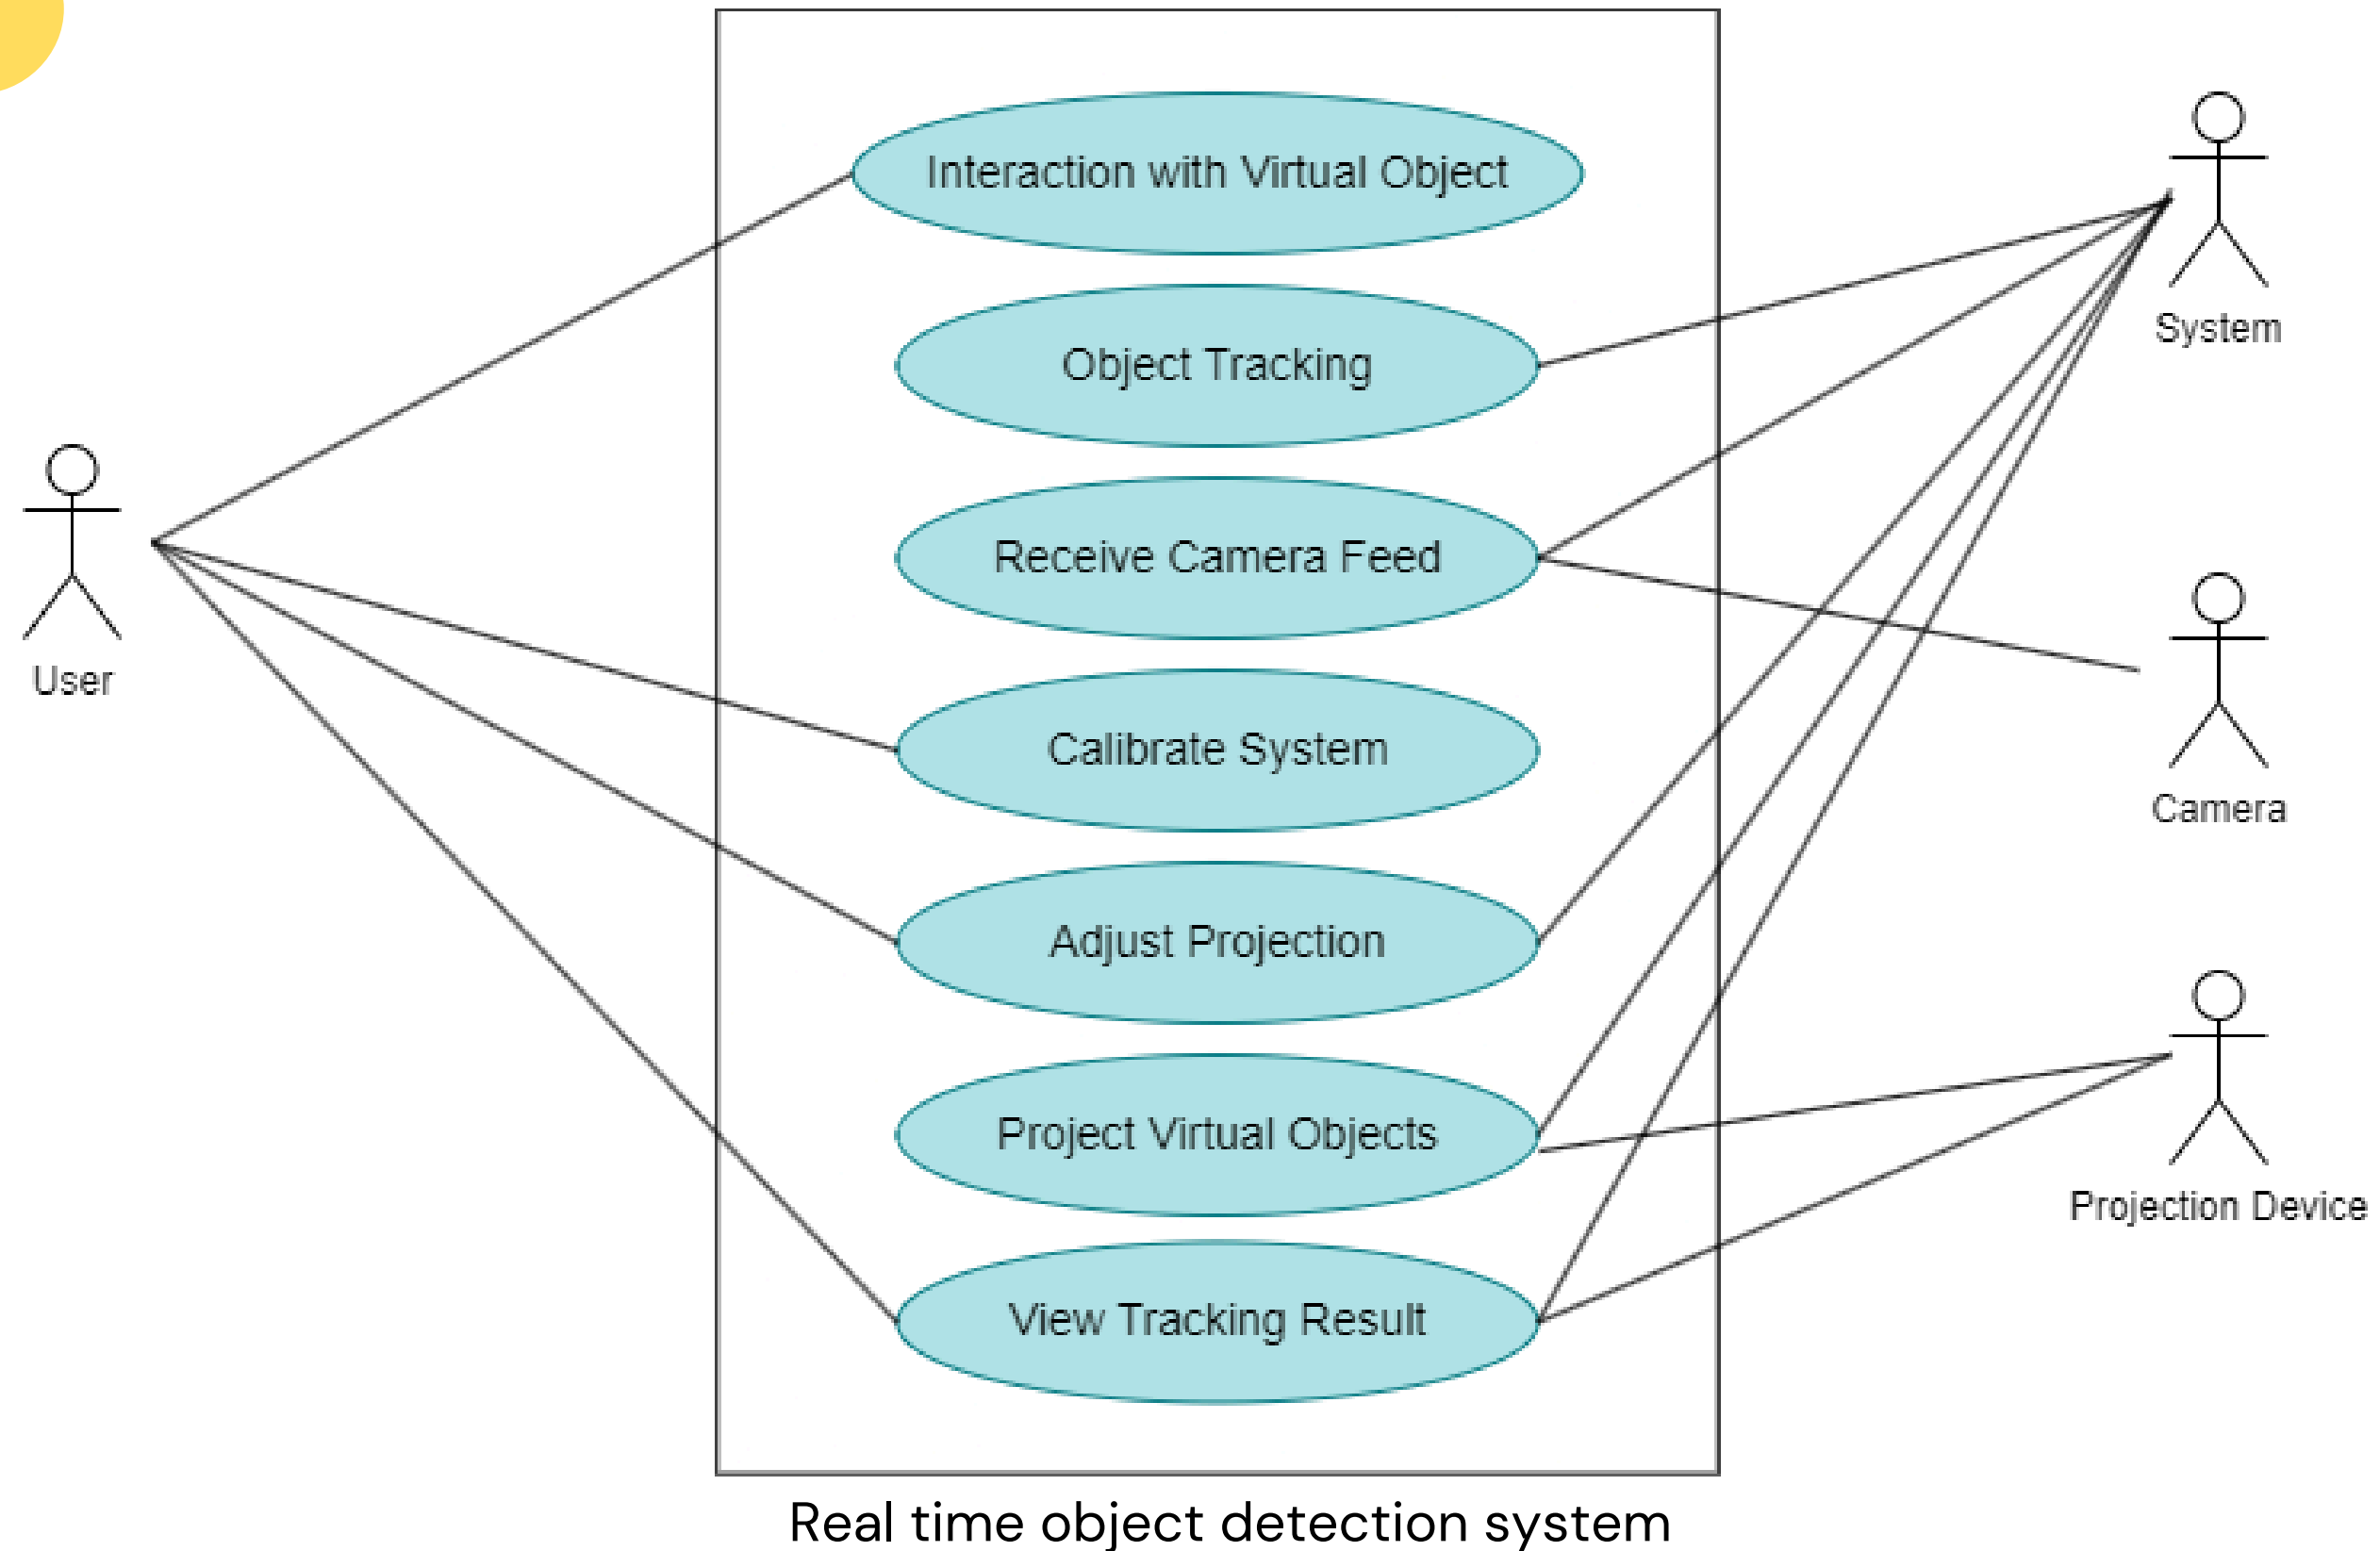 Interaction with Virtual Object
Object Tracking
Receive Camera Feed
Calibrate System
Adjust Projection
Project Virtual Objects
View Tracking Result
User
System
Camera
Projection Device
Real time object detection system